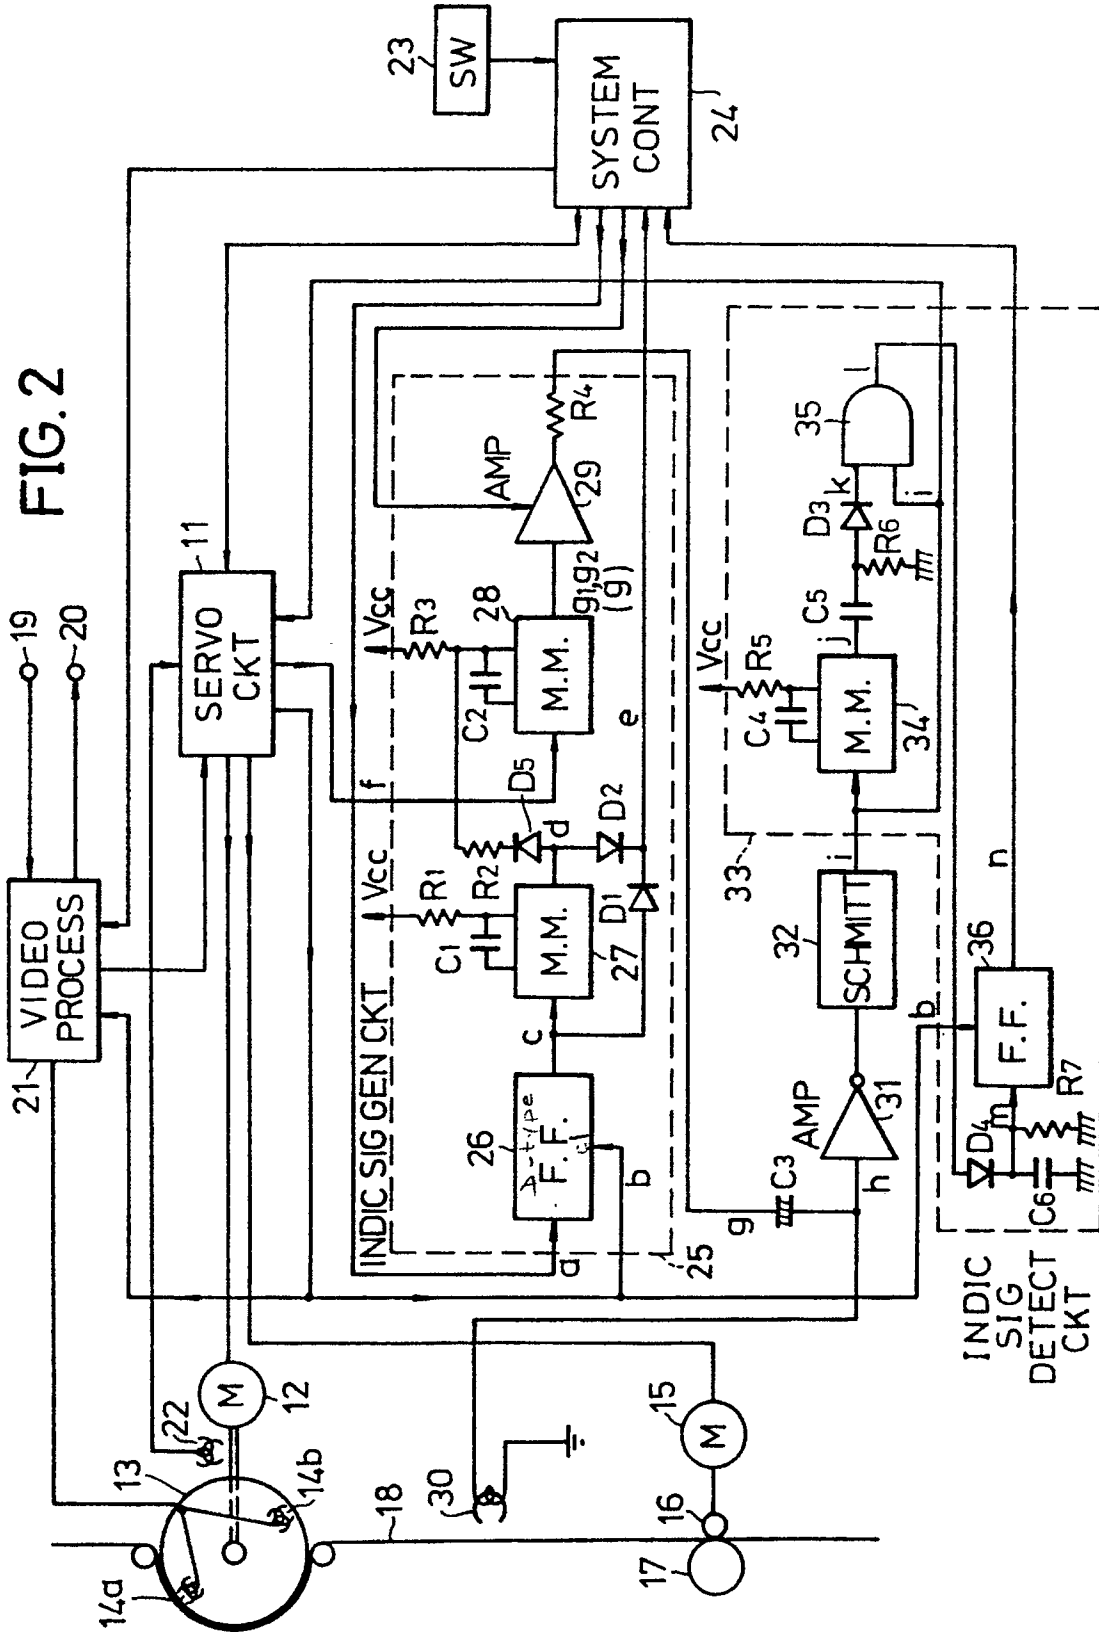 FIG. 2
23
SW
SYSTEM
CONT
24
19
20
11
SERVO
CKT
VIDEO
PROCESS
21
INDIC SIG GEN CKT
Vcc
R3
C2
28
M.M.
g1,g2
(g)
AMP
29
R4
f
Vcc
R1
C1
R2
D5
d
D2
e
M.M.
27
D1
c
26
D-type
F.F.
a
b
25
g
C3
h
AMP
31
32
SCHMITT
i
33
Vcc
R5
C4
M.M.
34
j
C5
D3
R6
k
i
35
l
n
b
36
F.F.
m
D4
R7
C6
INDIC
SIG
DETECT
CKT
M
12
22
13
14b
14a
18
30
M
15
16
17